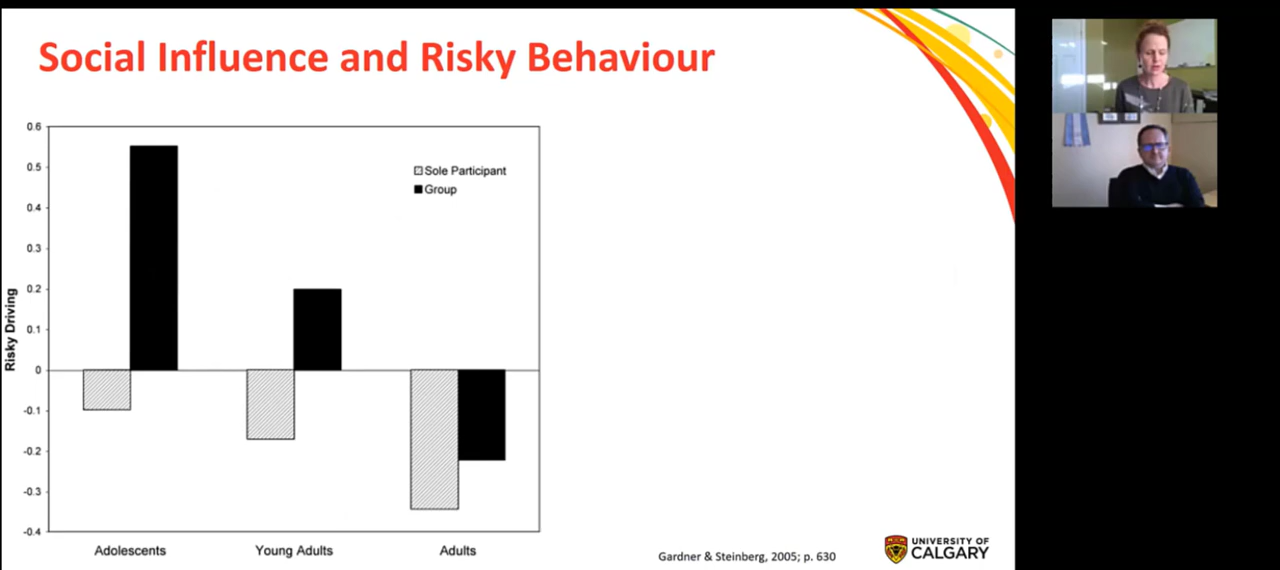 Social Influence and Risky Behaviour
0.6
0.5
0.4
0.3
0.2
0.1
0
-0.1
-0.2
-0.3
-0.4
Risky Driving
Sole Participant
Group
Adolescents
Young Adults
Adults
Gardner & Steinberg, 2005; p. 630
UNIVERSITY OF
CALGARY